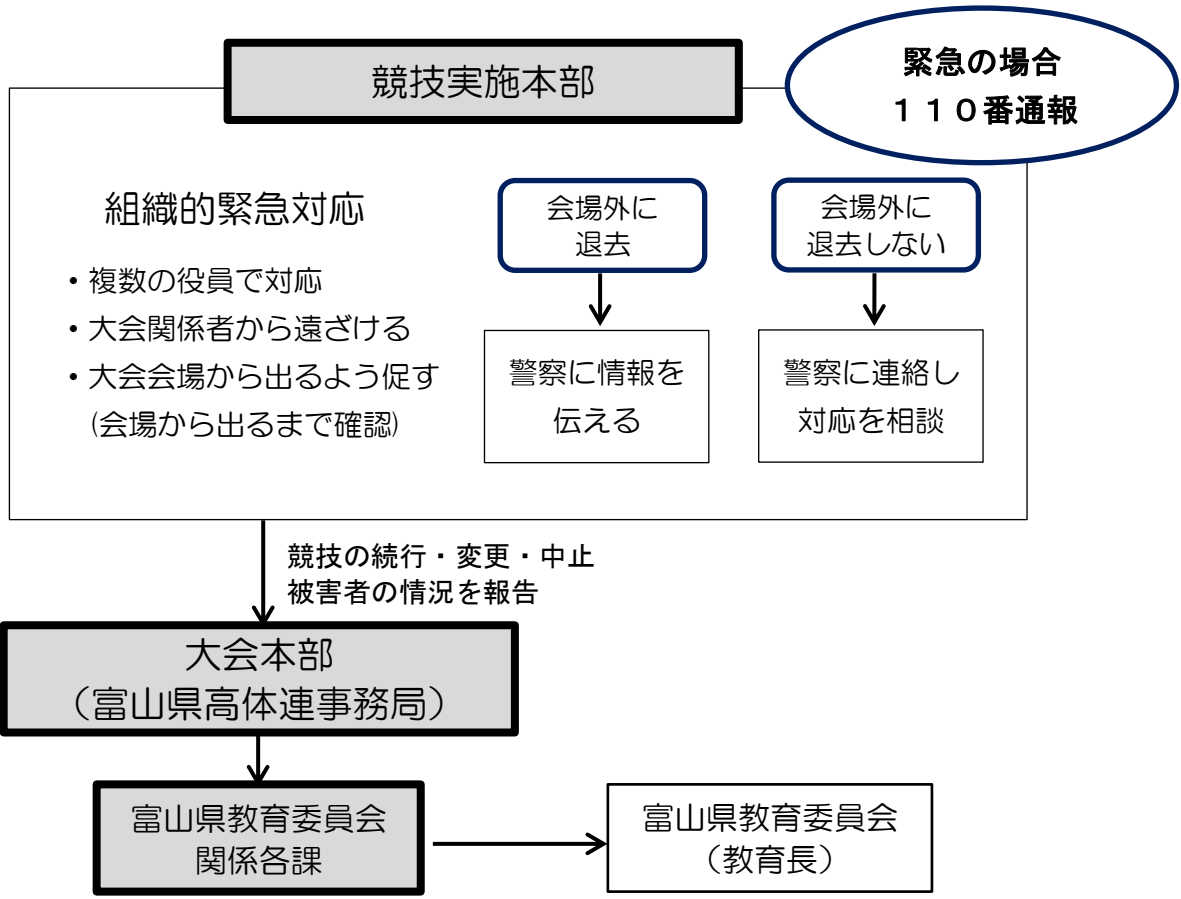 競技実施本部
緊急の場合
１１０番通報
組織的緊急対応
・複数の役員で対応
・大会関係者から遠ざける
・大会会場から出るよう促す
(会場から出るまで確認)
会場外に
退去
警察に情報を
伝える
会場外に
退去しない
警察に連絡し
対応を相談
競技の続行・変更・中止
被害者の情況を報告
大会本部
（富山県高体連事務局）
富山県教育委員会
関係各課
富山県教育委員会
（教育長）